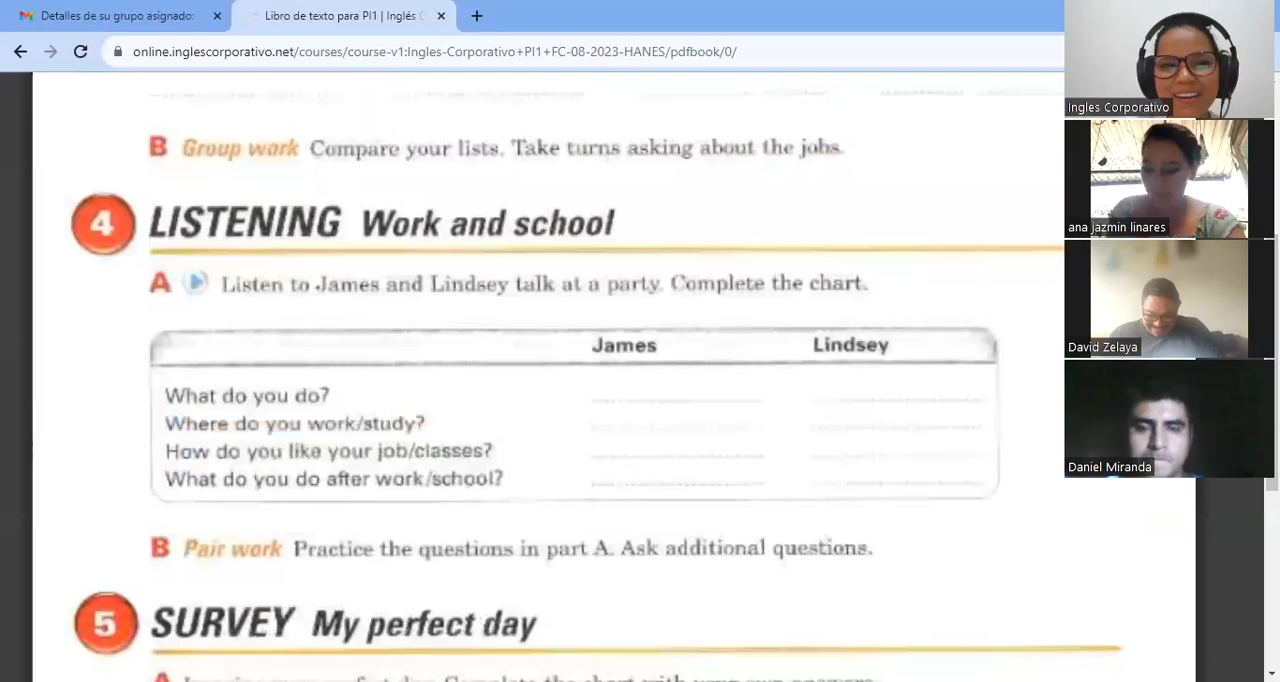 Detalles de su grupo asignado:
Libro de texto para PI1 | Inglés C
online.inglescorporativo.net/courses/course-v1:Ingles-Corporativo+PI1+FC-08-2023-HANES/pdfbook/0/
B Group work Compare your lists. Take turns asking about the jobs.
4 LISTENING Work and school
A Listen to James and Lindsey talk at a party. Complete the chart.
James Lindsey
What do you do?
Where do you work/study?
How do you like your job/classes?
What do you do after work/school?
B Pair work Practice the questions in part A. Ask additional questions.
5 SURVEY My perfect day
Ingles Corporativo
ana jazmin linares
David Zelaya
Daniel Miranda